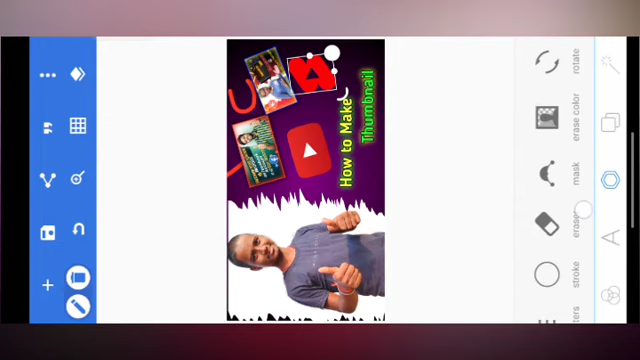 How to Make
Thumbnail
rotate
erase color
mask
eraser
stroke